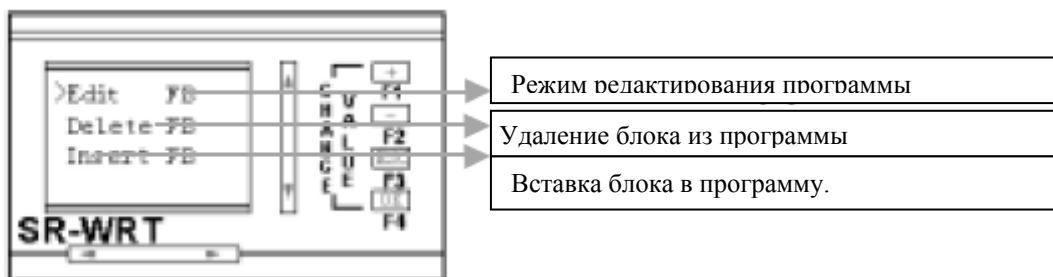 >Edit FB
Delete FB
Insert FB
CHANGE
VALUE
+
F1
-
F2
F3
OK
F4
SR-WRT
Режим редактирования программы
Удаление блока из программы
Вставка блока в программу.